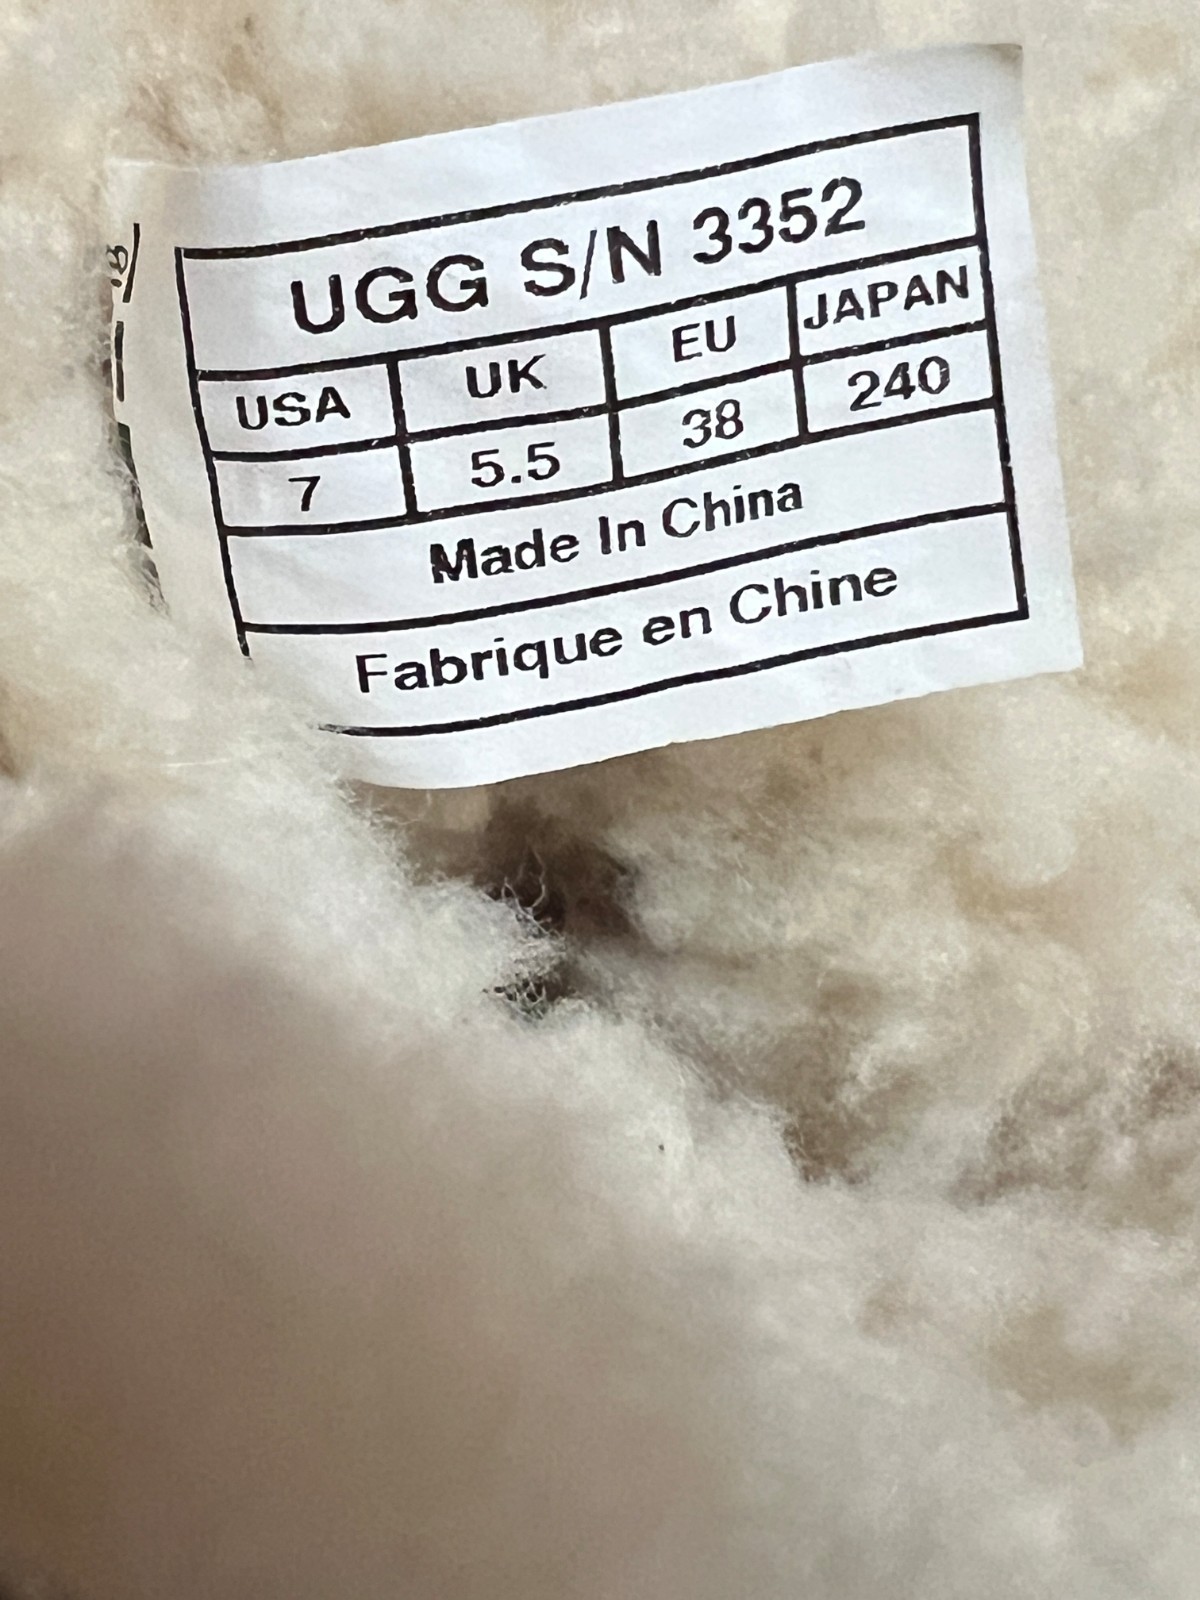 UGG S/N 3352
USA UK EU JAPAN
7 5.5 38 240
Made In China
Fabrique en Chine